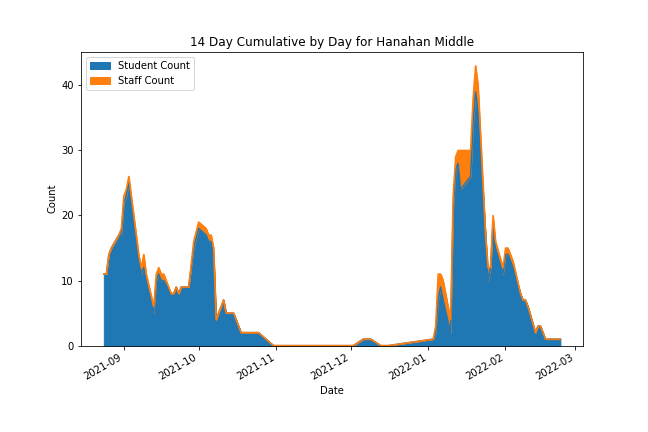 14 Day Cumulative by Day for Hanahan Middle
Student Count
Staff Count
Count
40
30
20
10
0
2021-09
2021-10
2021-11
2021-12
2022-01
2022-02
2022-03
Date